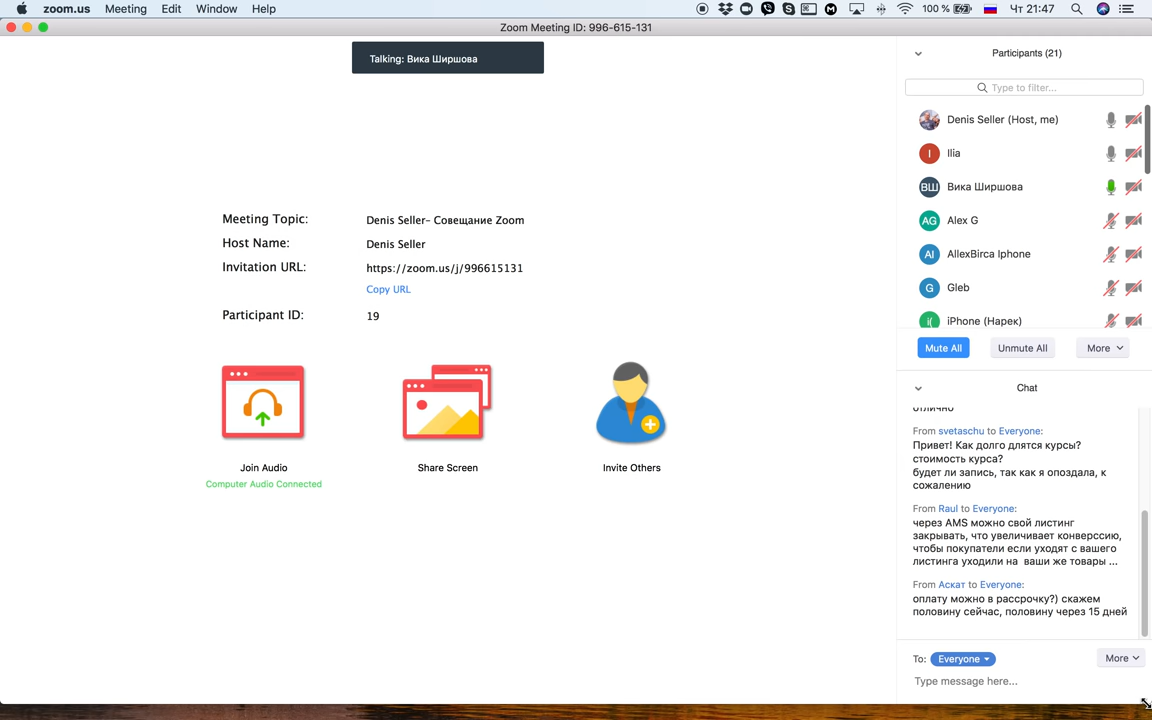 zoom.us Meeting Edit Window Help 100 % Чт 21:47
Zoom Meeting ID: 996-615-131
Talking: Вика Ширшова
Meeting Topic: Denis Seller- Совещание Zoom
Host Name: Denis Seller
Invitation URL: https://zoom.us/j/996615131
Copy URL
Participant ID: 19
Join Audio
Computer Audio Connected
Share Screen
Invite Others
Participants (21)
Type to filter...
Denis Seller (Host, me)
I Ilia
ВШ Вика Ширшова
AG Alex G
AI AllexBirca Iphone
G Gleb
i( iPhone (Нарек)
Mute All Unmute All More
Chat
отлично
From svetaschu to Everyone:
Привет! Как долго длятся курсы?
стоимость курса?
будет ли запись, так как я опоздала, к
сожалению
From Raul to Everyone:
через AMS можно свой листинг
закрывать, что увеличивает конверссию,
чтобы покупатели если уходят с вашего
листинга уходили на ваши же товары ...
From Аскат to Everyone:
оплату можно в рассрочку?) скажем
половину сейчас, половину через 15 дней
To: Everyone More
Type message here...